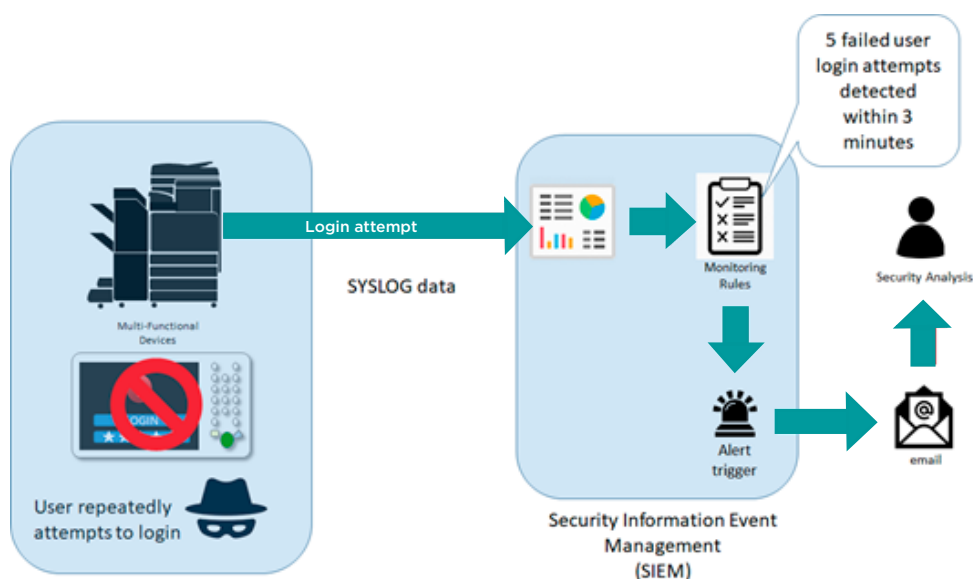 5 failed user
login attempts
detected
within 3
minutes
Login attempt
SYSLOG data
Multi-Functional
Devices
LOGIN
User repeatedly
attempts to login
Monitoring
Rules
Alert
trigger
Security Information Event
Management
(SIEM)
Security Analysis
@
email